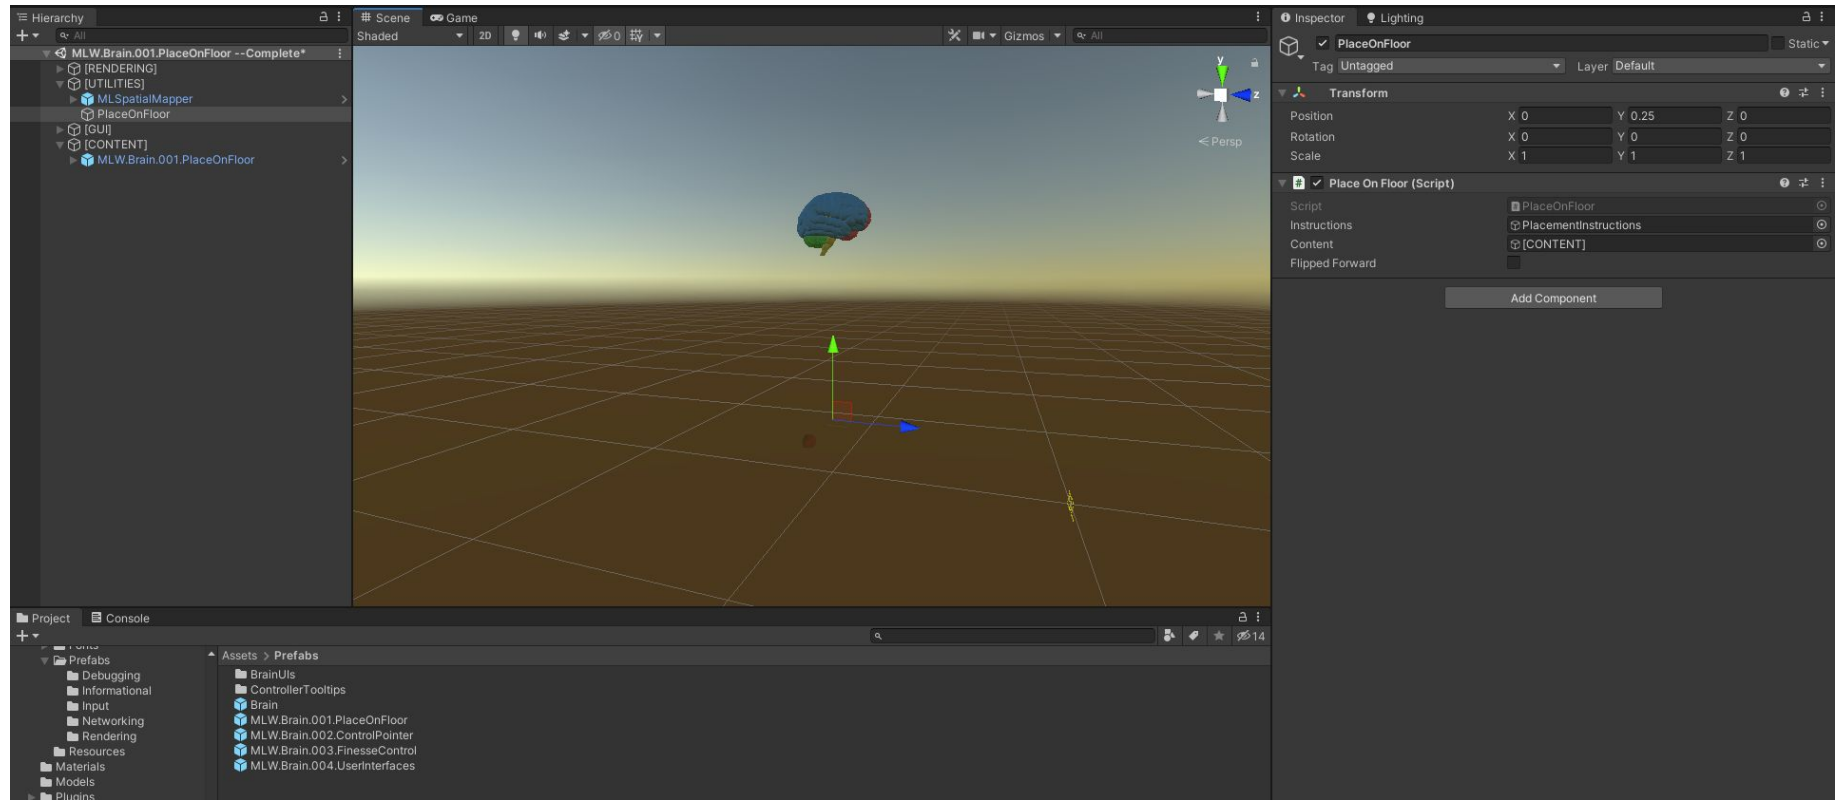 Hierarchy
All
MLW.Brain.001.PlaceOnFloor --Complete*
[RENDERING]
[UTILITIES]
MLSpatialMapper
PlaceOnFloor
[GUI]
[CONTENT]
MLW.Brain.001.PlaceOnFloor
Scene Game
Shaded 2D 0 Gizmos All
y
z
Persp
Inspector Lighting
PlaceOnFloor Static
Tag Untagged Layer Default
Transform
Position X 0 Y 0.25 Z 0
Rotation X 0 Y 0 Z 0
Scale X 1 Y 1 Z 1
Place On Floor (Script)
Script PlaceOnFloor
Instructions PlacementInstructions
Content [CONTENT]
Flipped Forward
Add Component
Project Console
14
Fonts
Prefabs
Debugging
Informational
Input
Networking
Rendering
Resources
Materials
Models
Plugins
Assets > Prefabs
BrainUIs
ControllerTooltips
Brain
MLW.Brain.001.PlaceOnFloor
MLW.Brain.002.ControlPointer
MLW.Brain.003.FinesseControl
MLW.Brain.004.UserInterfaces